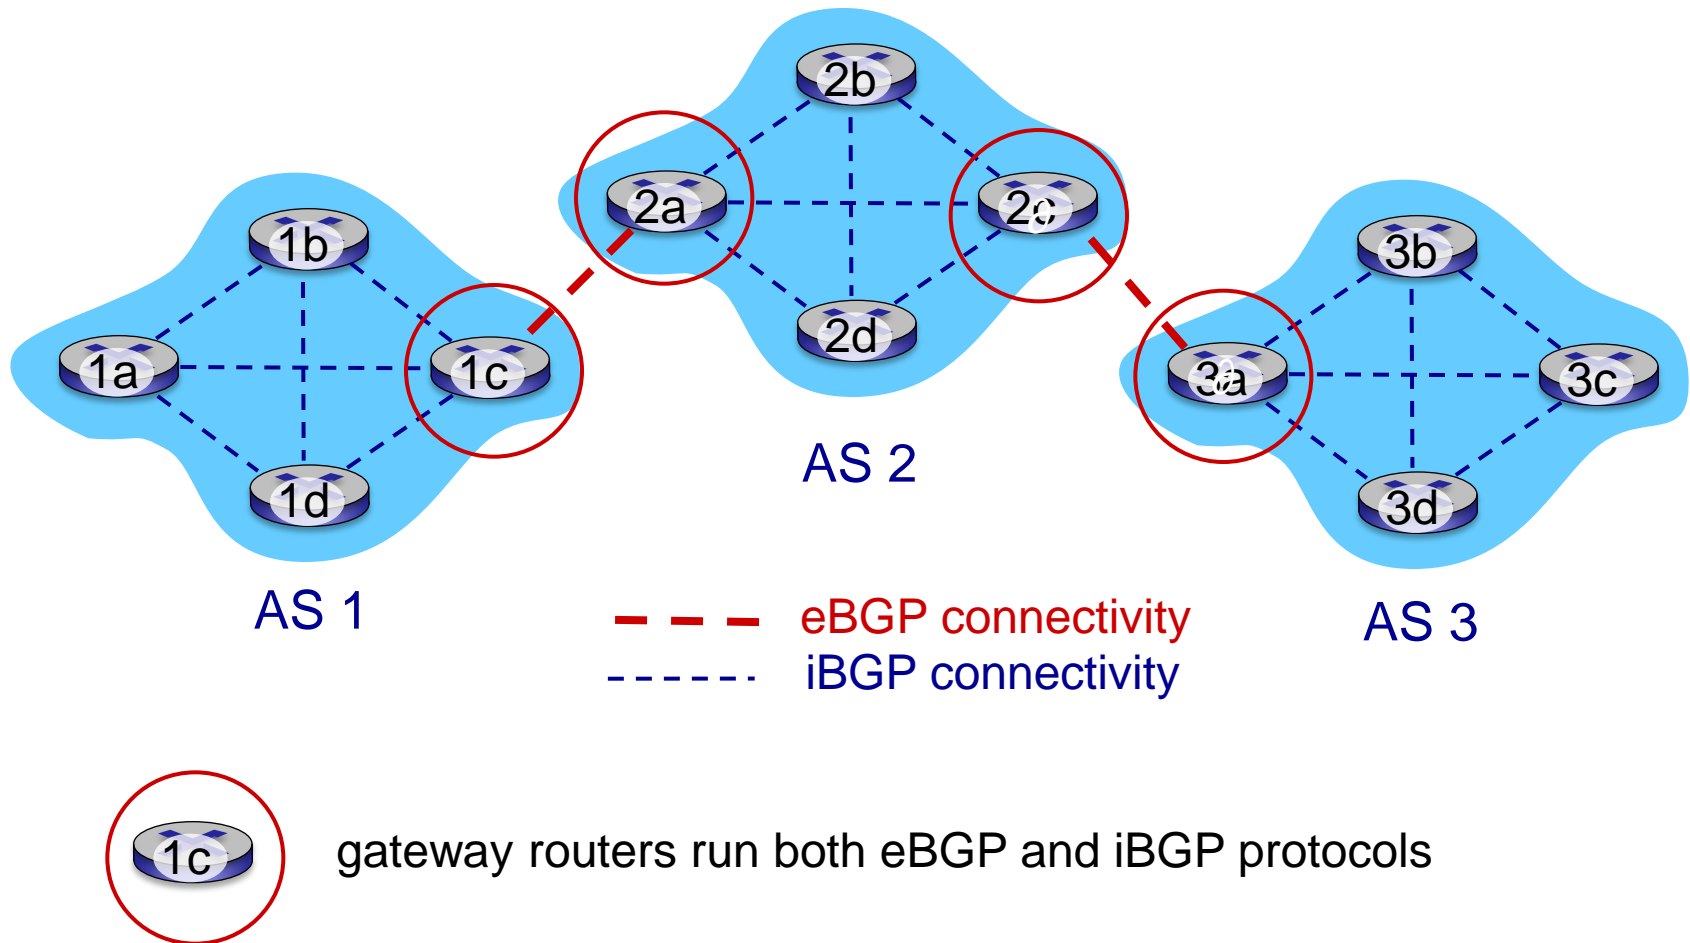 2b
2a
2c
2d
AS 2
1b
1a
1c
1d
AS 1
3b
3a
3c
3d
AS 3
eBGP connectivity
iBGP connectivity
1c
gateway routers run both eBGP and iBGP protocols